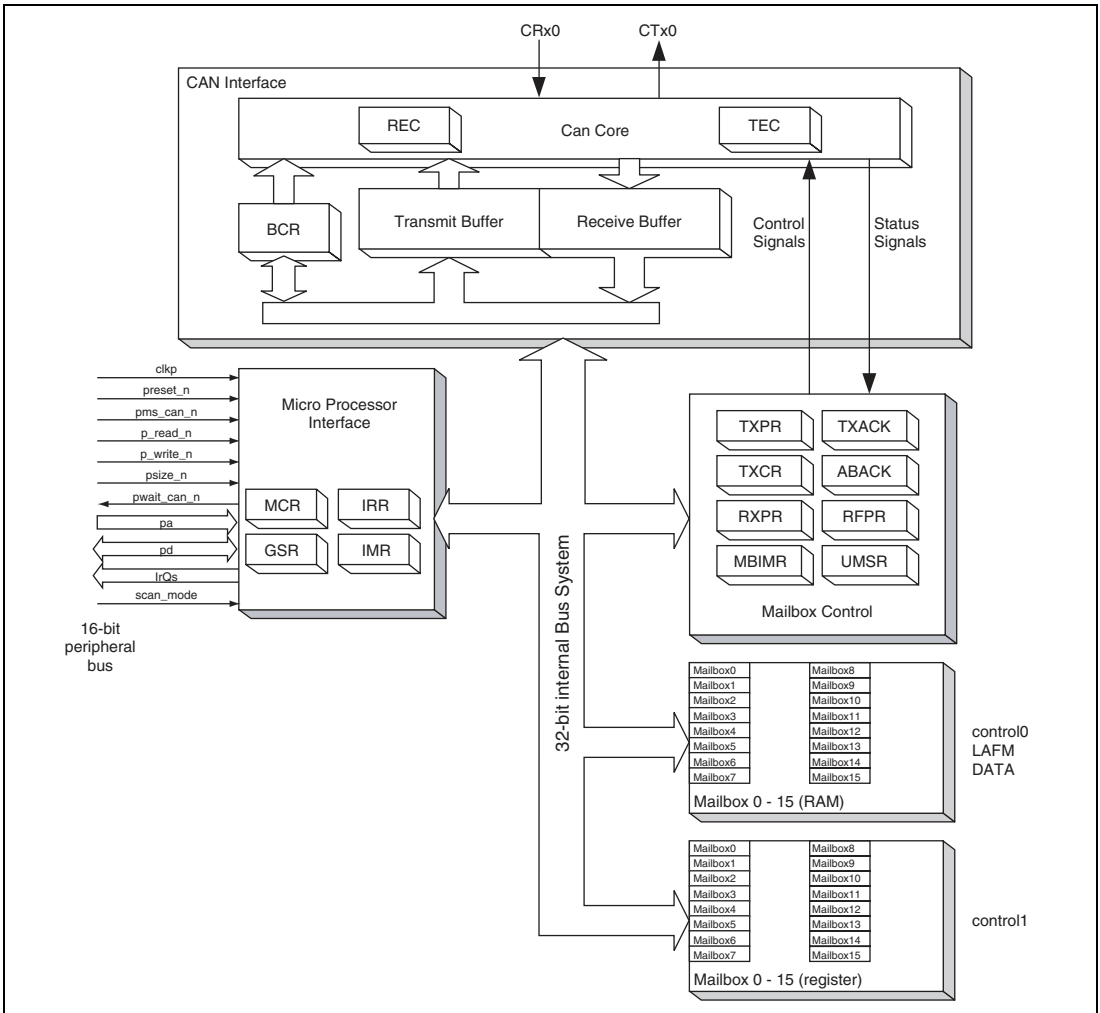 CRx0
CTx0
CAN Interface
REC
Can Core
TEC
BCR
Transmit Buffer
Receive Buffer
Control
Signals
Status
Signals
clkp
preset_n
pms_can_n
p_read_n
p_write_n
psize_n
pwait_can_n
pa
pd
IrQs
scan_mode
16-bit
peripheral
bus
Micro Processor
Interface
MCR
IRR
GSR
IMR
32-bit internal Bus System
TXPR
TXACK
TXCR
ABACK
RXPR
RFPR
MBIMR
UMSR
Mailbox Control
Mailbox0
Mailbox1
Mailbox2
Mailbox3
Mailbox4
Mailbox5
Mailbox6
Mailbox7
Mailbox8
Mailbox9
Mailbox10
Mailbox11
Mailbox12
Mailbox13
Mailbox14
Mailbox15
Mailbox 0 - 15 (RAM)
control0
LAFM
DATA
Mailbox0
Mailbox1
Mailbox2
Mailbox3
Mailbox4
Mailbox5
Mailbox6
Mailbox7
Mailbox8
Mailbox9
Mailbox10
Mailbox11
Mailbox12
Mailbox13
Mailbox14
Mailbox15
Mailbox 0 - 15 (register)
control1